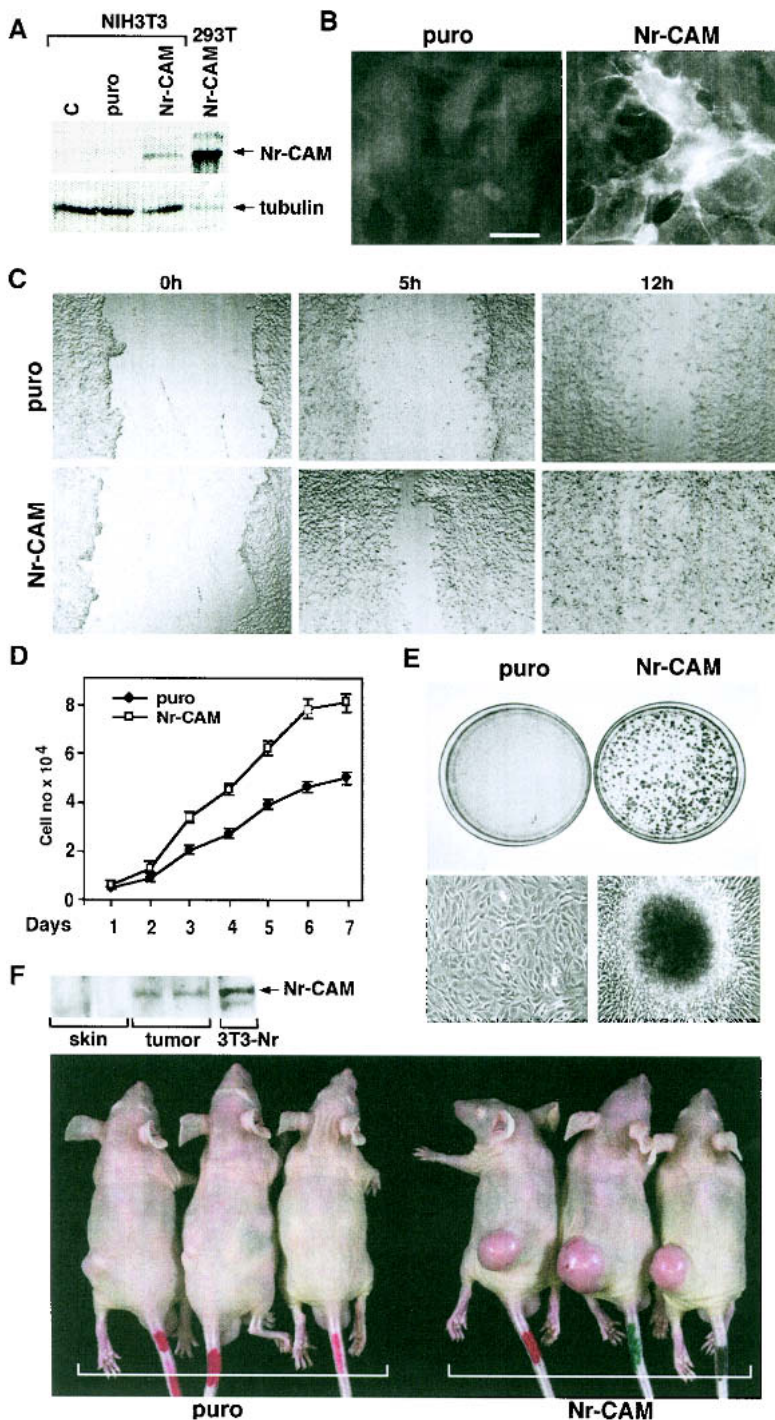 A
NIH3T3
293T
C
puro
Nr-CAM
Nr-CAM
Nr-CAM
tubulin
B
puro
Nr-CAM
C
0h
5h
12h
puro
Nr-CAM
D
puro
Nr-CAM
Cell no x 10⁴
8
6
4
2
0
Days 1 2 3 4 5 6 7
E
puro
Nr-CAM
F
Nr-CAM
skin tumor 3T3-Nr
puro
Nr-CAM